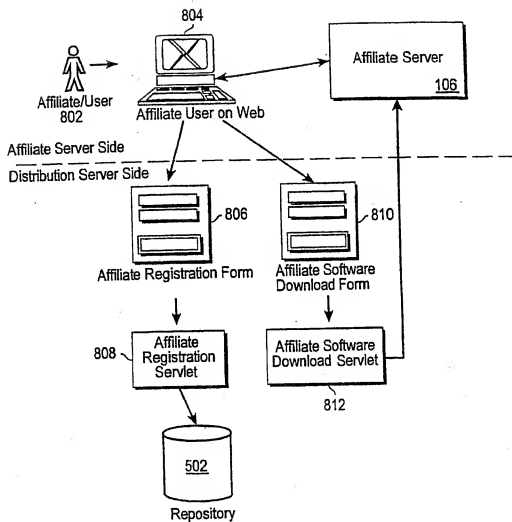 804
Affiliate/User
802
Affiliate User on Web
Affiliate Server
106
Affiliate Server Side
Distribution Server Side
806
Affiliate Registration Form
810
Affiliate Software
Download Form
808
Affiliate
Registration
Servlet
Affiliate Software
Download Servlet
812
502
Repository